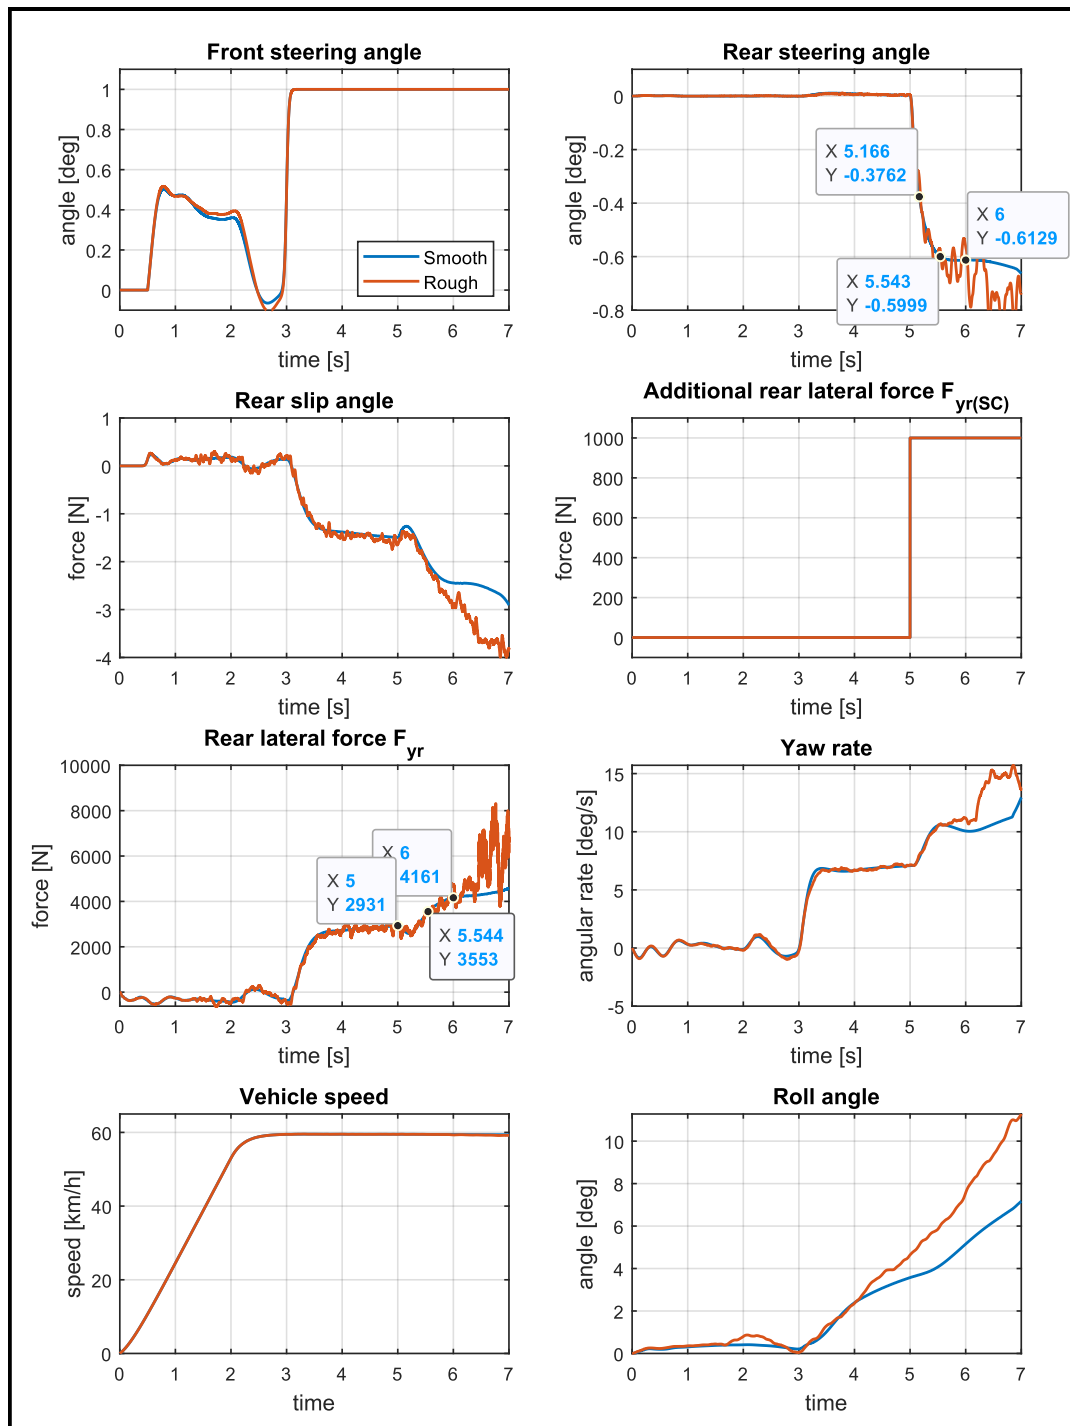 Front steering angle
1
0.8
0.6
0.4
0.2
0
angle [deg]
Smooth
Rough
0 1 2 3 4 5 6 7
time [s]
Rear steering angle
0
-0.2
-0.4
-0.6
-0.8
angle [deg]
X 5.166
Y -0.3762
X 6
Y -0.6129
X 5.543
Y -0.5999
0 1 2 3 4 5 6 7
time [s]
Rear slip angle
1
0
-1
-2
-3
-4
force [N]
0 1 2 3 4 5 6 7
time [s]
Additional rear lateral force Fyr(SC)
1000
800
600
400
200
0
force [N]
0 1 2 3 4 5 6 7
time [s]
Rear lateral force Fyr
10000
8000
6000
4000
2000
0
force [N]
X 6
4161
X 5
Y 2931
X 5.544
Y 3553
0 1 2 3 4 5 6 7
time [s]
Yaw rate
15
10
5
0
-5
angular rate [deg/s]
0 1 2 3 4 5 6 7
time [s]
Vehicle speed
60
40
20
0
speed [km/h]
0 1 2 3 4 5 6 7
time
Roll angle
10
8
6
4
2
0
angle [deg]
0 1 2 3 4 5 6 7
time